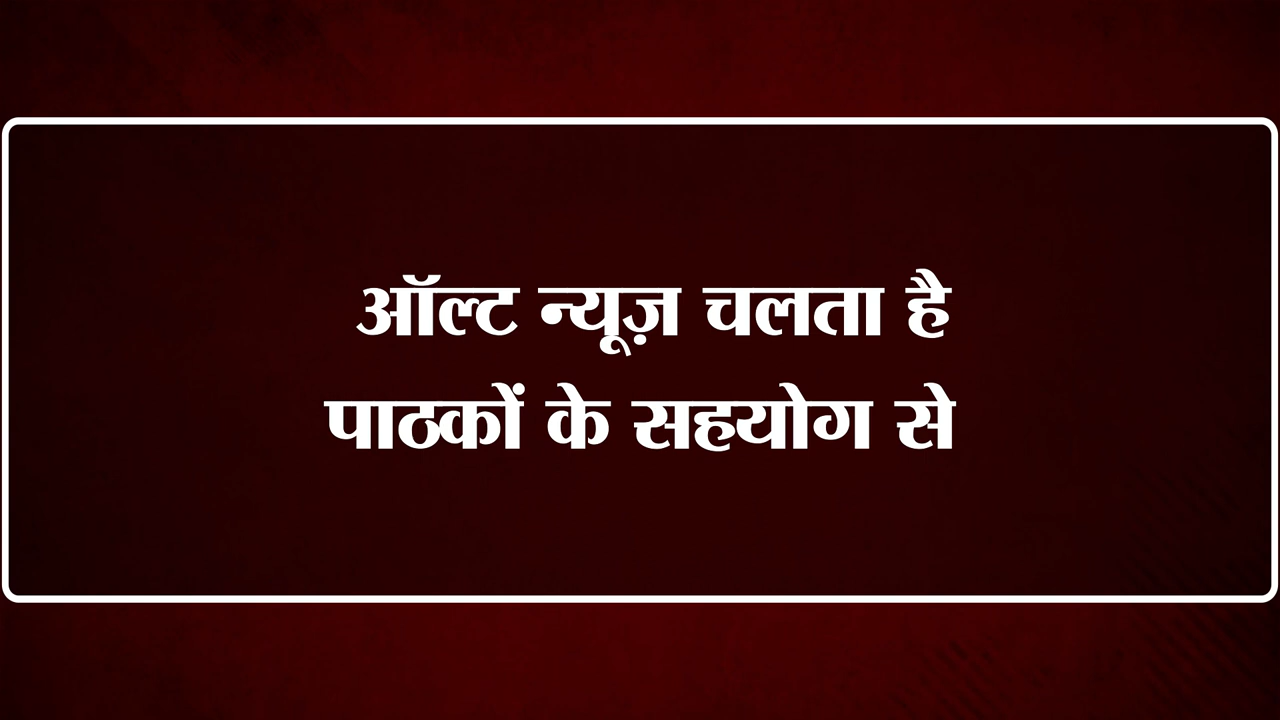 ऑल्ट न्यूज़ चलता है
पाठकों के सहयोग से